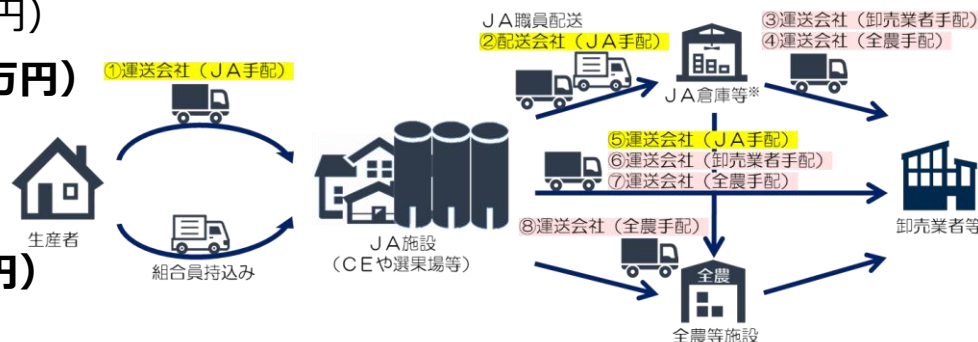 円)
万円)
円)
①運送会社（ＪＡ手配）
生産者
組合員持込み
ＪＡ施設
（ＣＥや選果場等）
ＪＡ職員配送
②配送会社（ＪＡ手配）
ＪＡ倉庫等※
③運送会社（卸売業者手配）
④運送会社（全農手配）
⑤運送会社（ＪＡ手配）
⑥運送会社（卸売業者手配）
⑦運送会社（全農手配）
⑧運送会社（全農手配）
全農
全農等施設
卸売業者等